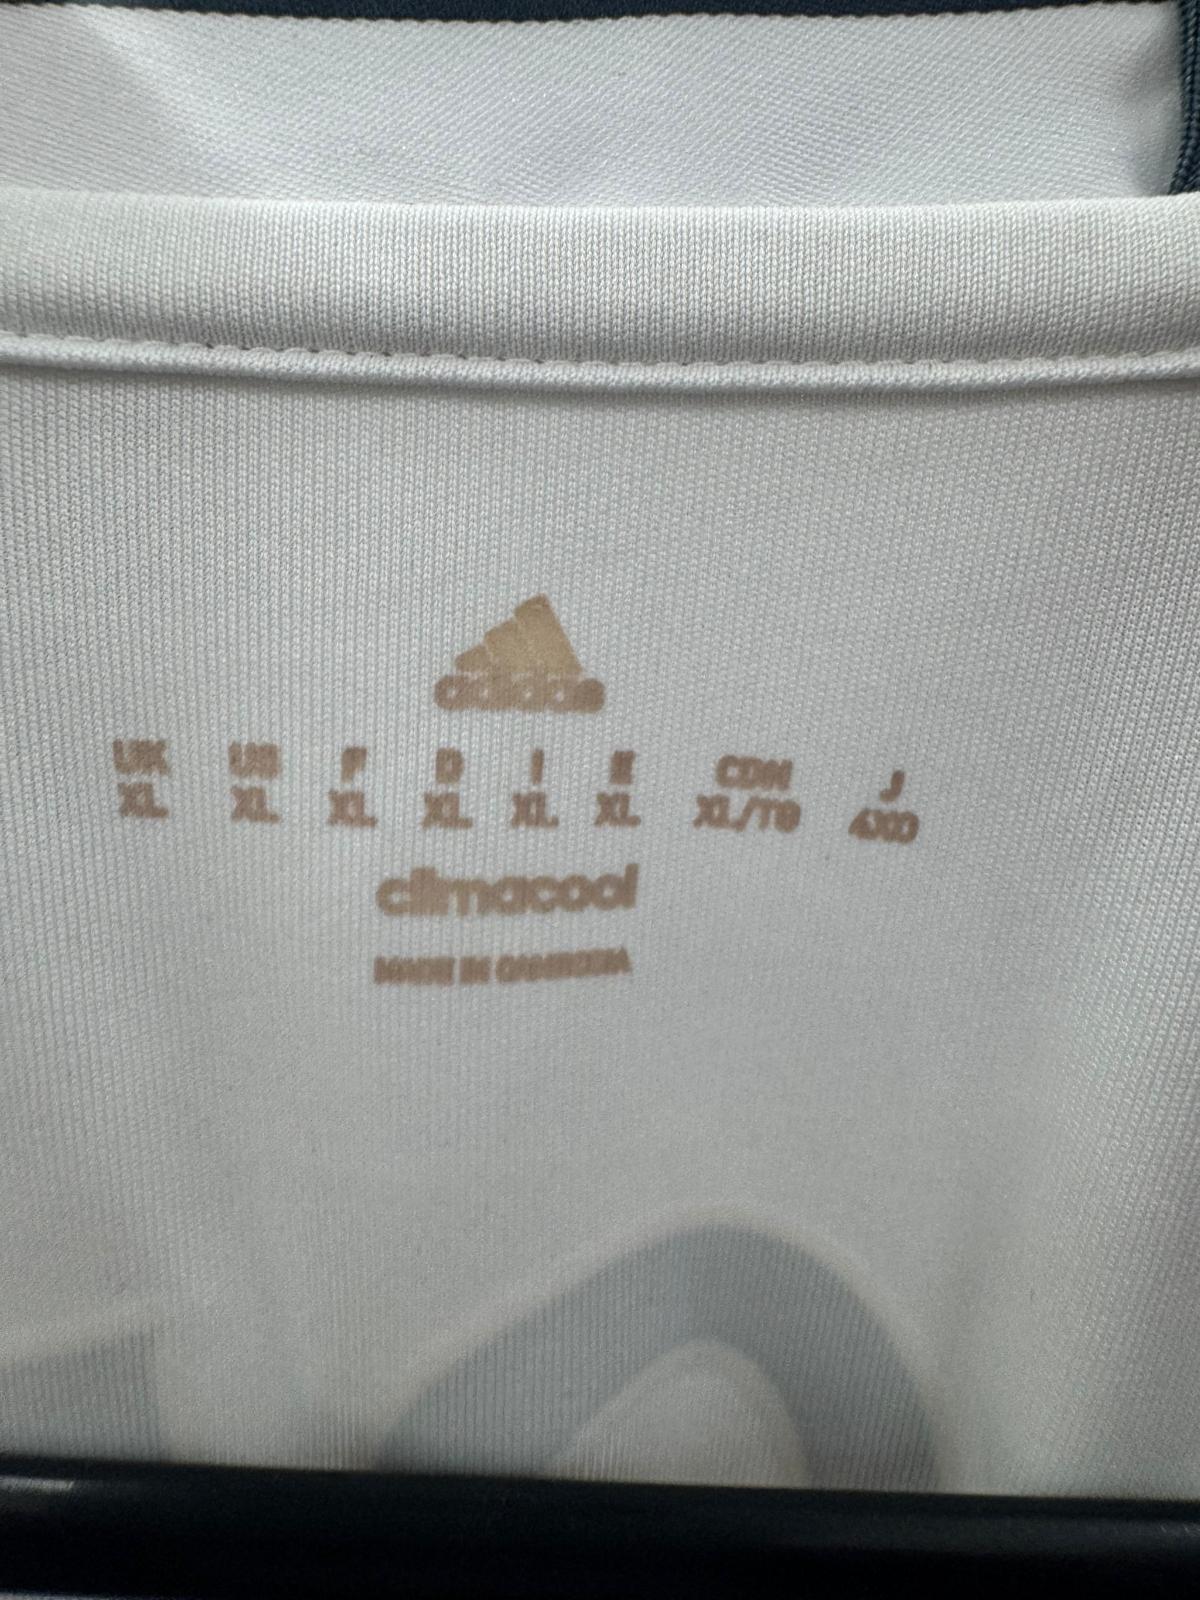 adidas
UK US F D I E CDN J
XL XL XL XL XL XL XL/TG 4XO
climacool
MADE IN CAMBODIA